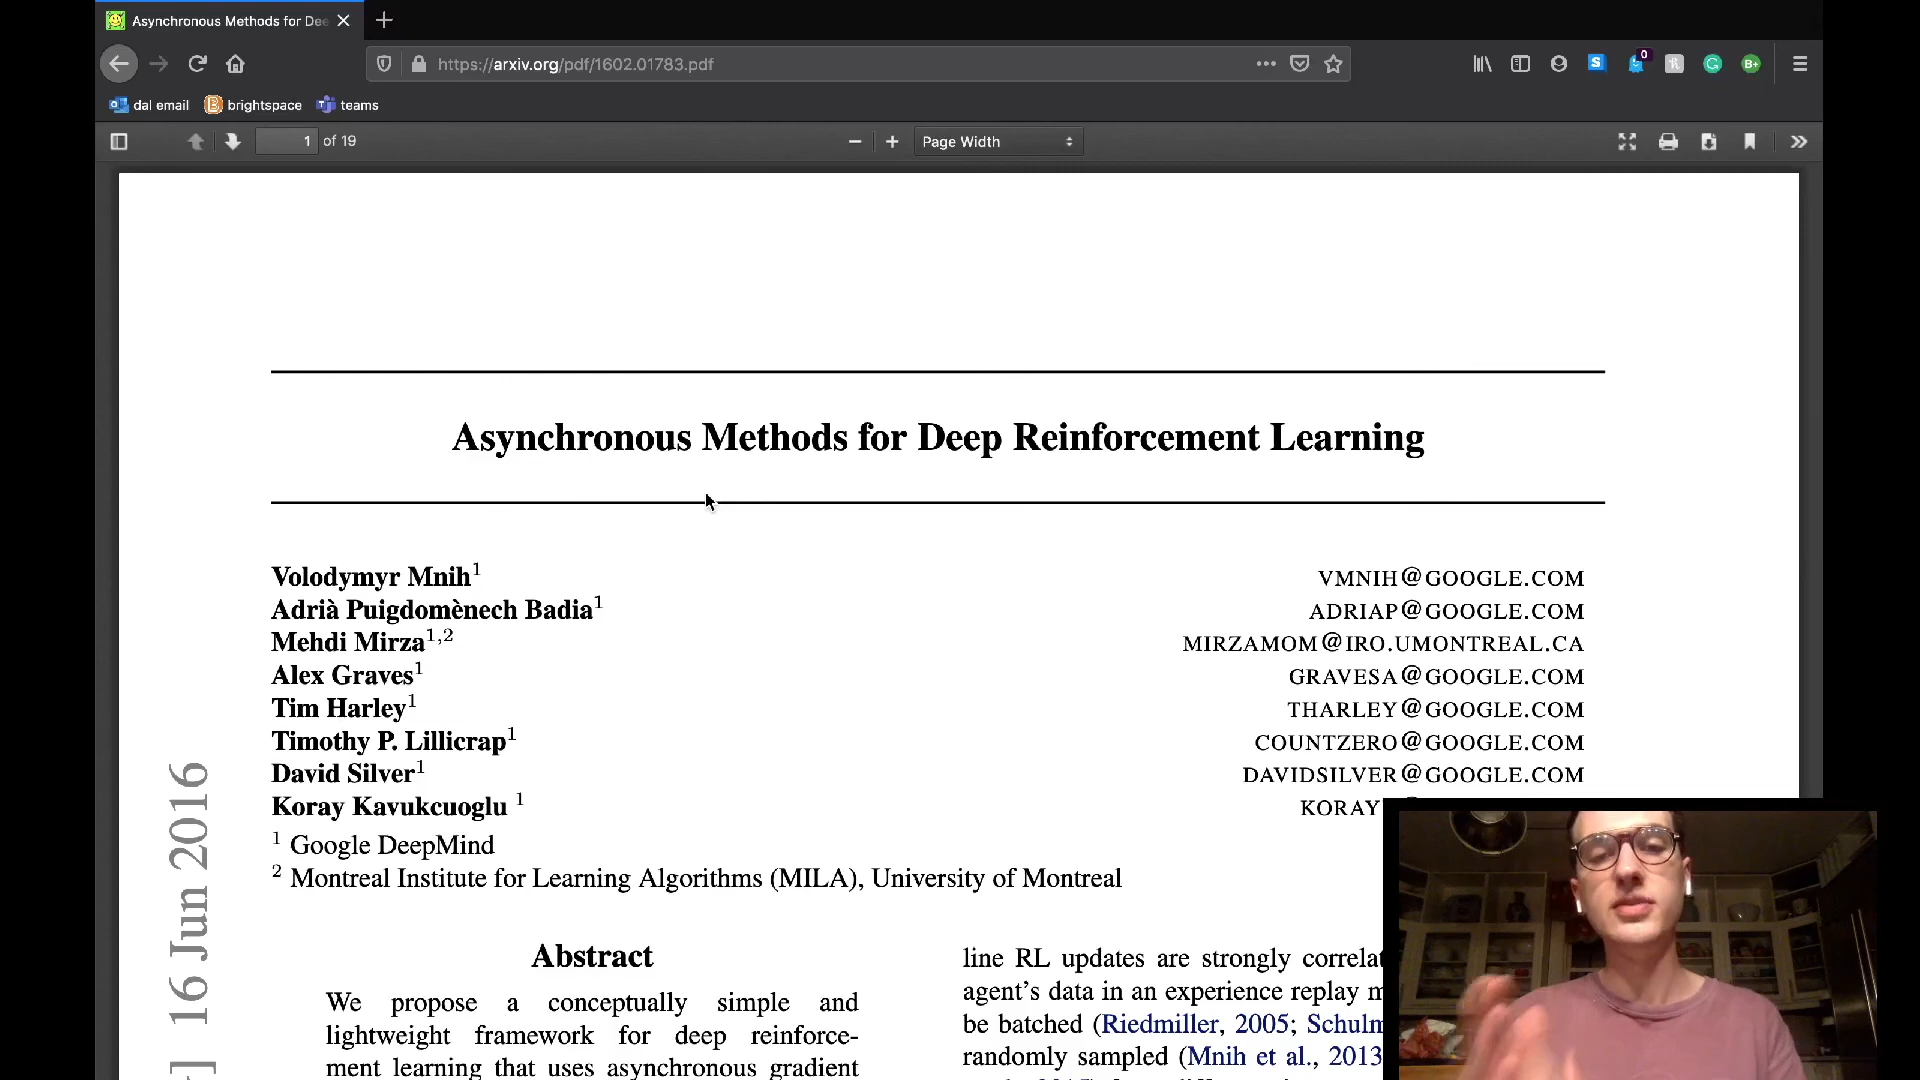 Asynchronous Methods for Dee
https://arxiv.org/pdf/1602.01783.pdf
0
dal email
brightspace
teams
1 of 19
Page Width
Asynchronous Methods for Deep Reinforcement Learning
Volodymyr Mnih1 VMNIH@GOOGLE.COM
Adrià Puigdomènech Badia1 ADRIAP@GOOGLE.COM
Mehdi Mirza1,2 MIRZAMOM@IRO.UMONTREAL.CA
Alex Graves1 GRAVESA@GOOGLE.COM
Tim Harley1 THARLEY@GOOGLE.COM
Timothy P. Lillicrap1 COUNTZERO@GOOGLE.COM
David Silver1 DAVIDSILVER@GOOGLE.COM
Koray Kavukcuoglu 1 KORAY
1 Google DeepMind
2 Montreal Institute for Learning Algorithms (MILA), University of Montreal
16 Jun 2016
Abstract
We propose a conceptually simple and
lightweight framework for deep reinforce-
ment learning that uses asynchronous gradient
line RL updates are strongly correlat
agent's data in an experience replay m
be batched (Riedmiller, 2005; Schulm
randomly sampled (Mnih et al., 2013